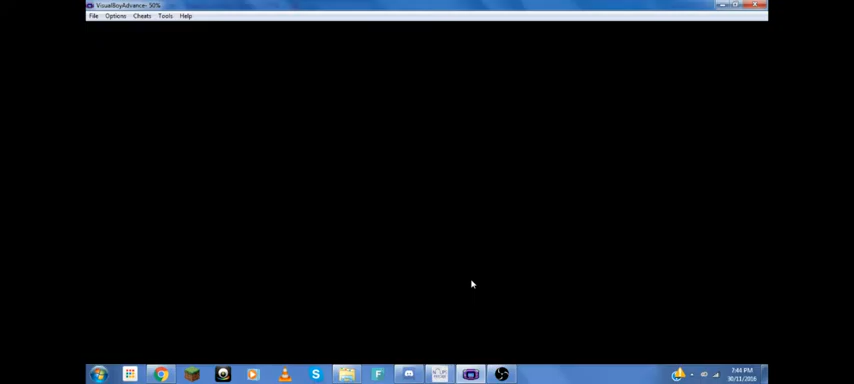 VisualBoyAdvance- 50%
File Options Cheats Tools Help
S
F
7:44 PM
30/11/2016